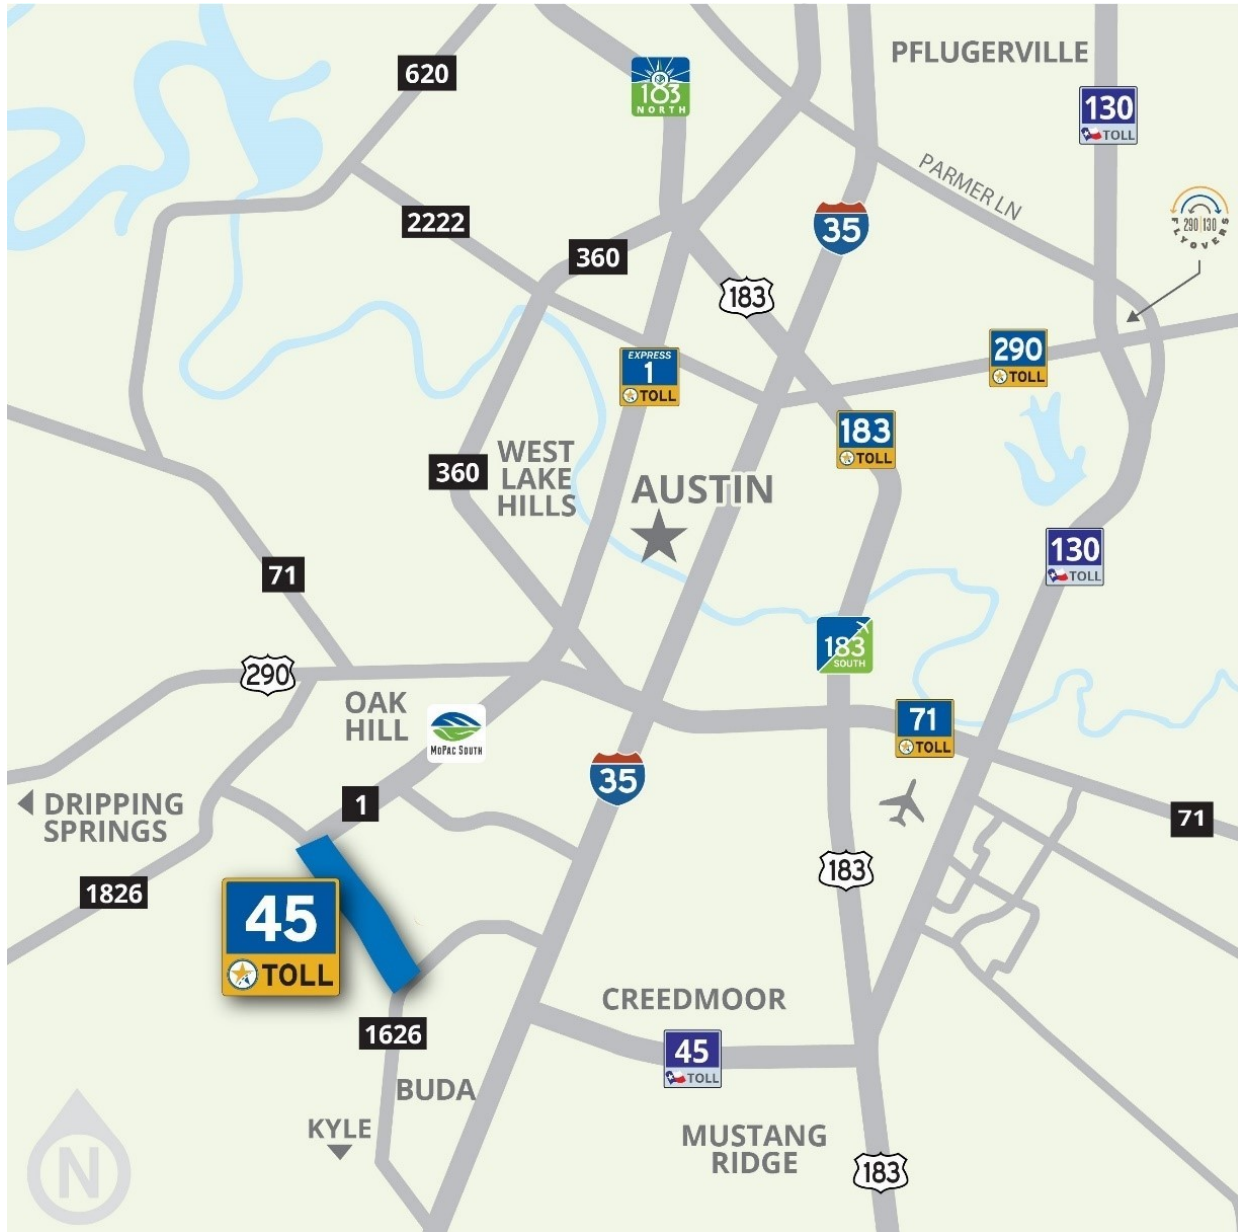 PFLUGERVILLE
620
183
NORTH
130
TOLL
PARMER LN
2222
35
290 130
FLYOVERS
360
183
EXPRESS
1
TOLL
290
TOLL
183
TOLL
WEST
LAKE
HILLS
360
AUSTIN
130
TOLL
71
183
SOUTH
290
OAK
HILL
MOPAC SOUTH
71
TOLL
35
1
DRIPPING
SPRINGS
71
183
1826
45
TOLL
CREEDMOOR
1626
45
TOLL
BUDA
KYLE
MUSTANG
RIDGE
183
N